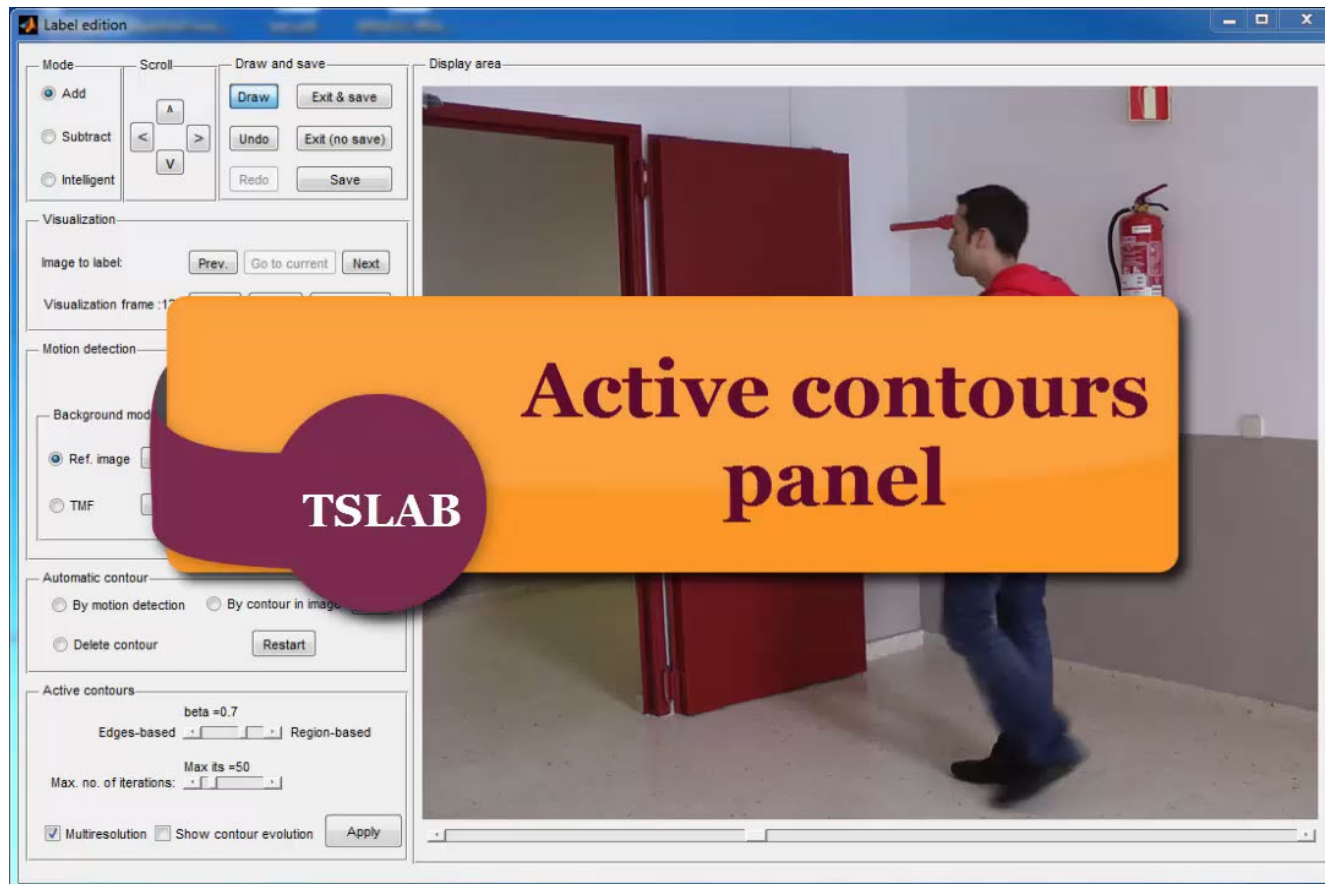 Label edition
Mode
Scroll
Draw and save
Display area
Add
Subtract
Intelligent
Λ
<
>
V
Draw
Exit & save
Undo
Exit (no save)
Redo
Save
Visualization
Image to label:
Prev.
Go to current
Next
Visualization frame :
Motion detection
Background
Ref. image
TMF
Active contours
panel
TSLAB
Automatic contour
By motion detection
By contour in image
Delete contour
Restart
Active contours
beta =0.7
Edges-based
Region-based
Max its =50
Max. no. of iterations:
Multiresolution
Show contour evolution
Apply